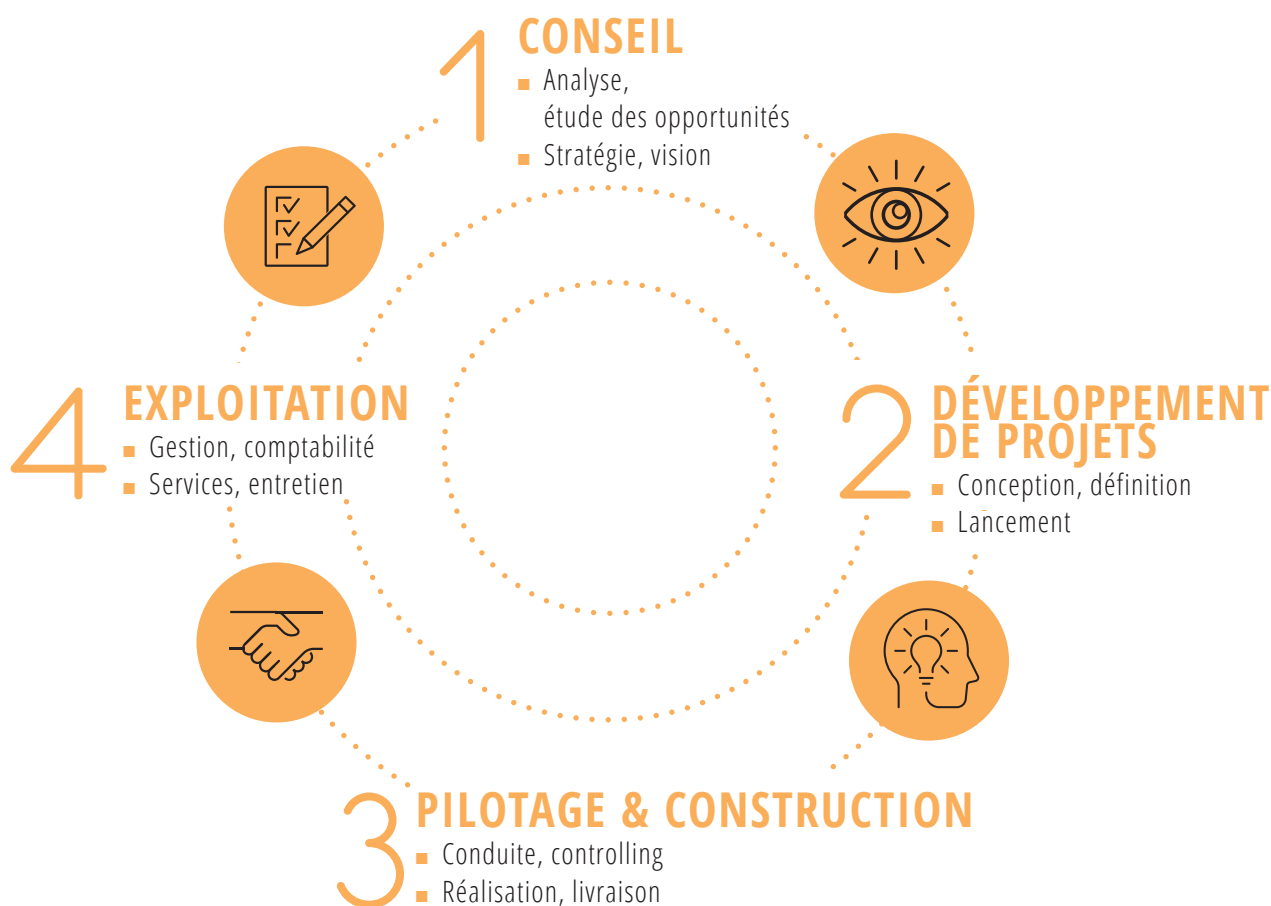 1
CONSEIL
▪ Analyse,
étude des opportunités
▪ Stratégie, vision
2
DÉVELOPPEMENT
DE PROJETS
▪ Conception, définition
▪ Lancement
3
PILOTAGE & CONSTRUCTION
▪ Conduite, controlling
▪ Réalisation, livraison
4
EXPLOITATION
▪ Gestion, comptabilité
▪ Services, entretien